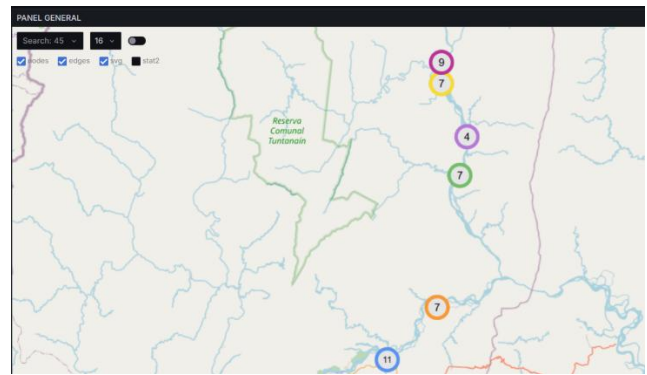 PANEL GENERAL
Search: 45
16
nodes edges svg stat2
9
7
Reserva
Comunal
Tuntanain
4
7
7
11